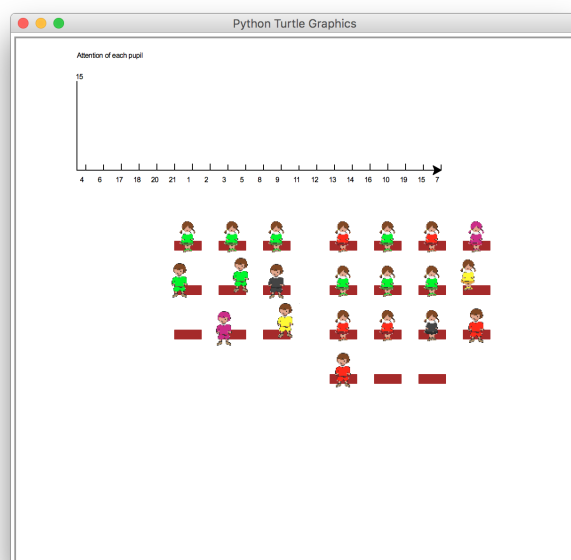 Python Turtle Graphics
Attention of each pupil
15
4 6 17 18 20 21 1 2 3 5 8 9 11 12 13 14 16 10 19 15 7